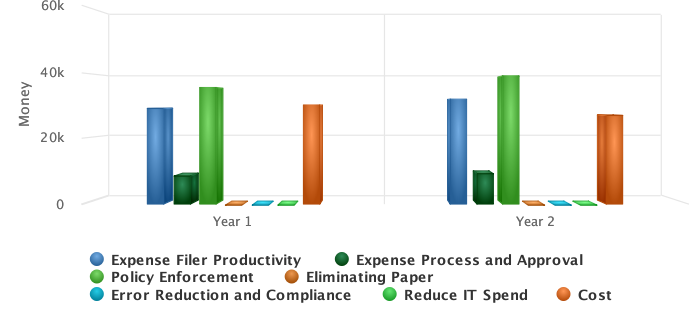 60k
40k
Money
20k
0
Year 1 Year 2
Expense Filer Productivity Expense Process and Approval
Policy Enforcement Eliminating Paper
Error Reduction and Compliance Reduce IT Spend Cost